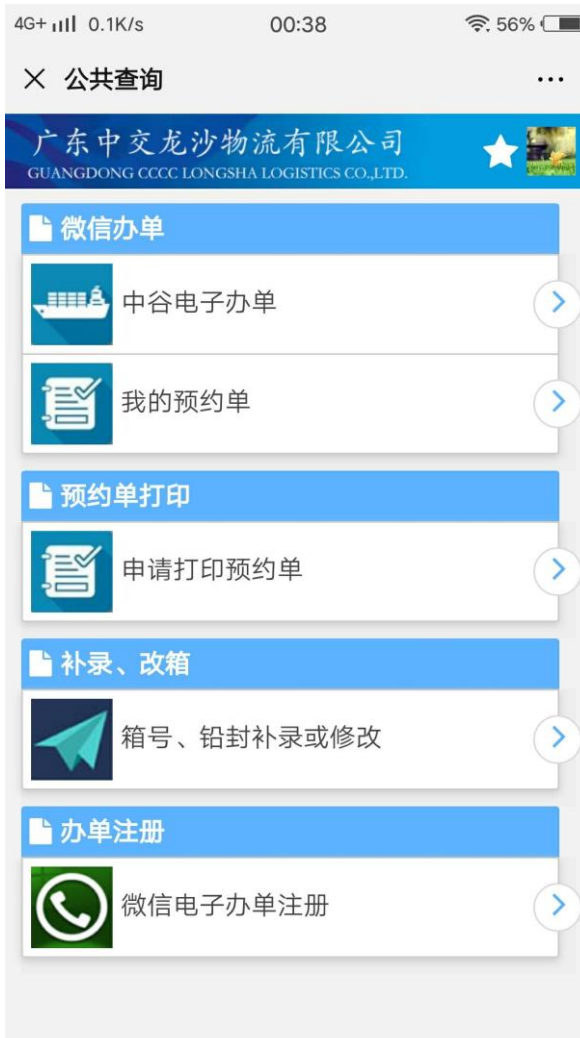 4G+ 0.1K/s 00:38 56%
公共查询
广东中交龙沙物流有限公司
GUANGDONG CCCC LONGSHA LOGISTICS CO.,LTD.
微信办单
中谷电子办单
我的预约单
预约单打印
申请打印预约单
补录、改箱
箱号、铅封补录或修改
办单注册
微信电子办单注册